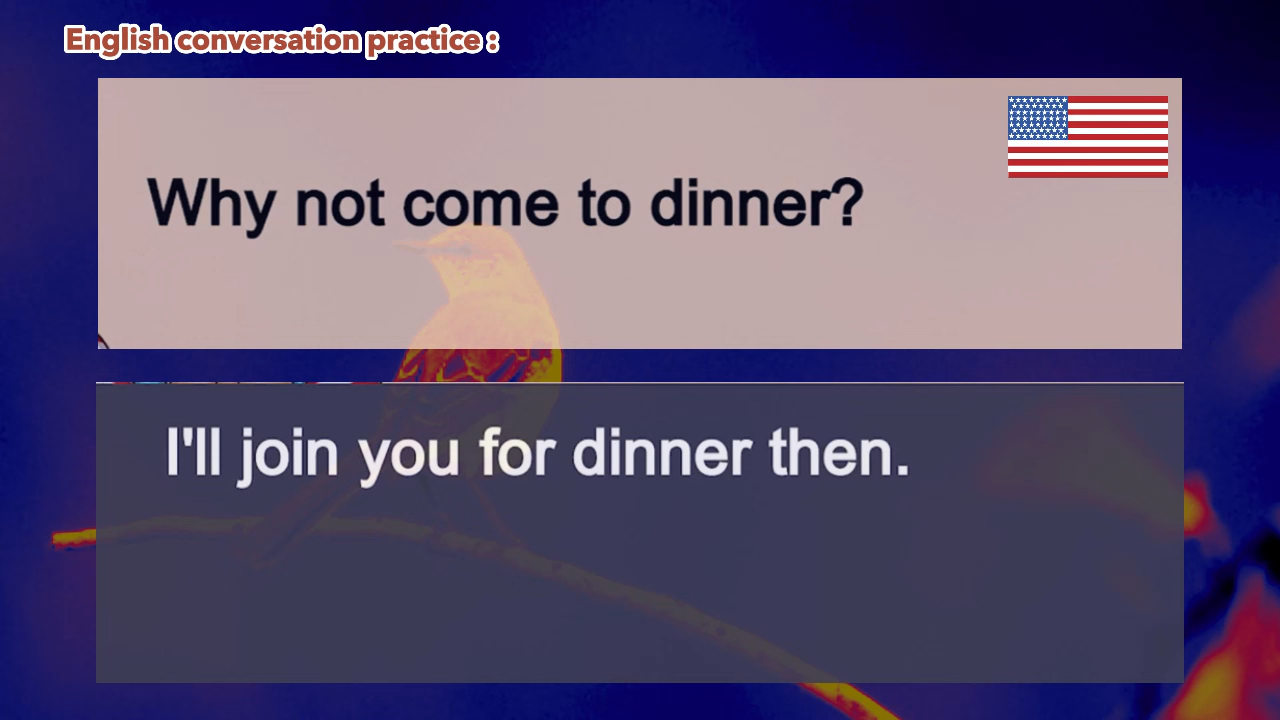 English conversation practice :
Why not come to dinner?
I'll join you for dinner then.